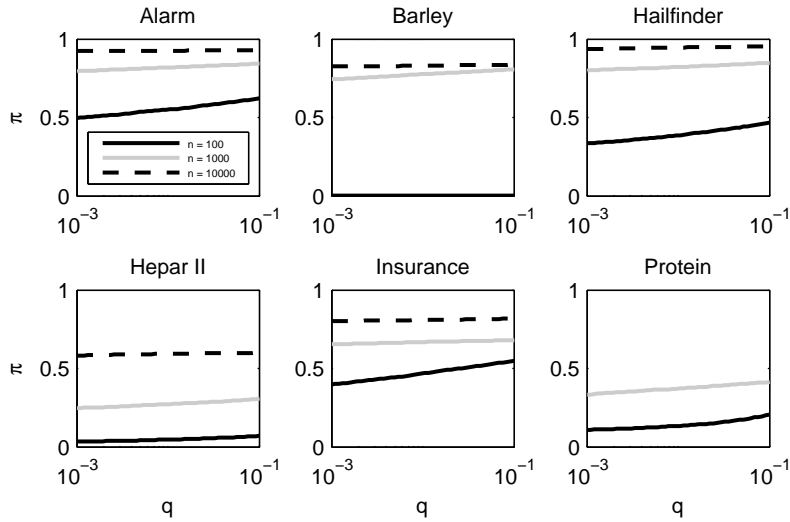 Alarm
Barley
Hailfinder
1
0.5
0
π
n = 100
n = 1000
n = 10000
10⁻³
10⁻¹
1
0.5
0
10⁻³
10⁻¹
1
0.5
0
10⁻³
10⁻¹
Hepar II
Insurance
Protein
1
0.5
0
π
10⁻³
10⁻¹
q
1
0.5
0
10⁻³
10⁻¹
q
1
0.5
0
10⁻³
10⁻¹
q